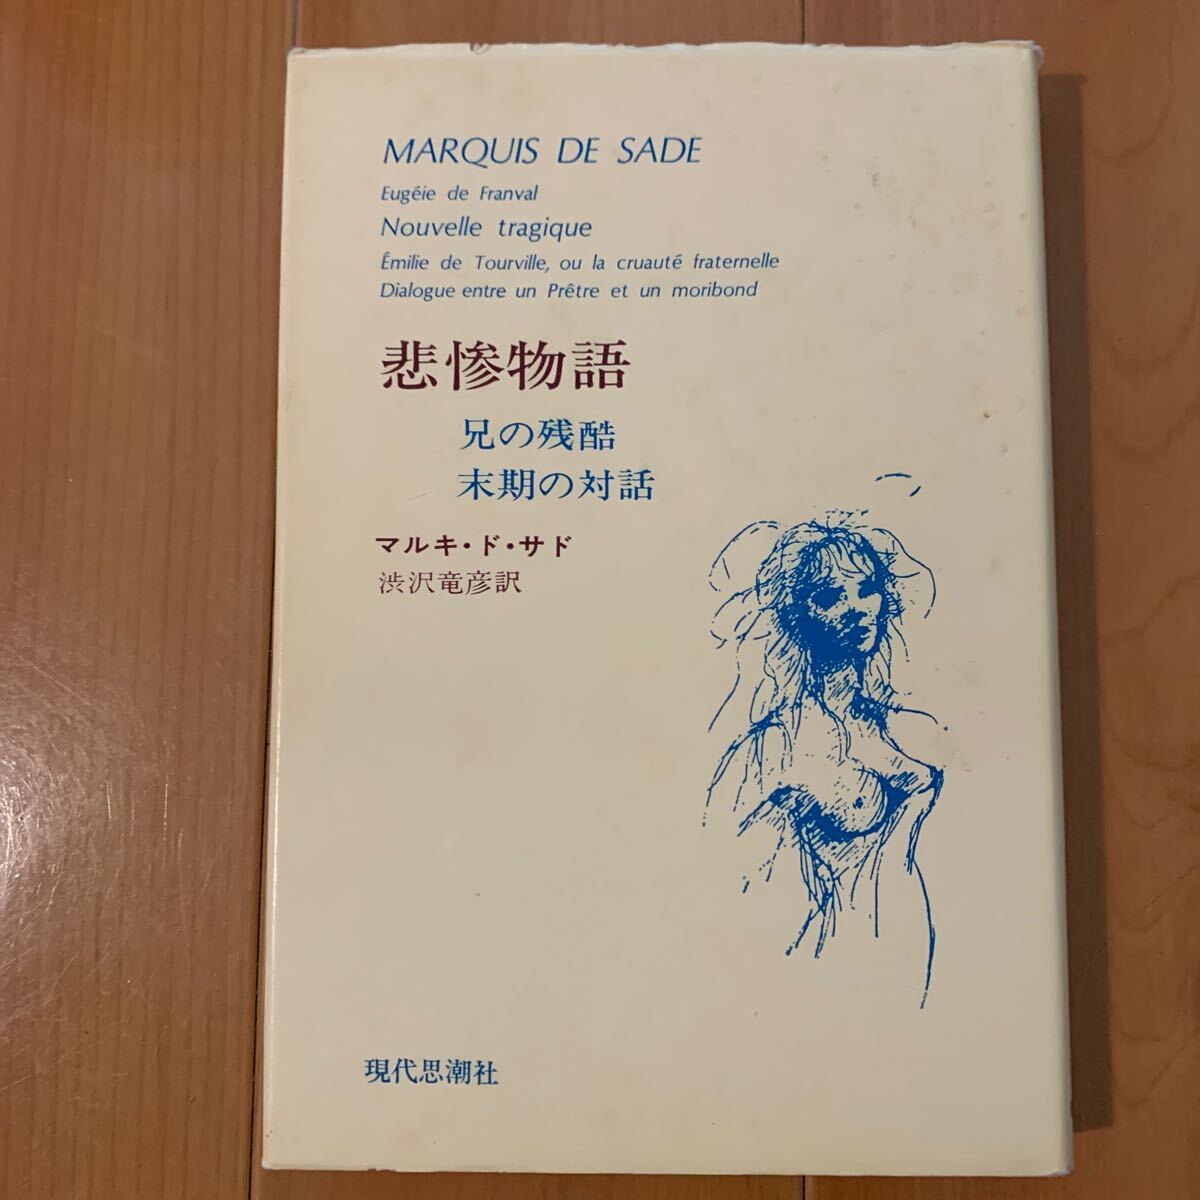 MARQUIS DE SADE
Eugéie de Franval
Nouvelle tragique
Émilie de Tourville, ou la cruauté fraternelle
Dialogue entre un Prêtre et un moribond
悲惨物語
兄の残酷
末期の対話
マルキ・ド・サド
渋沢竜彦訳
現代思潮社